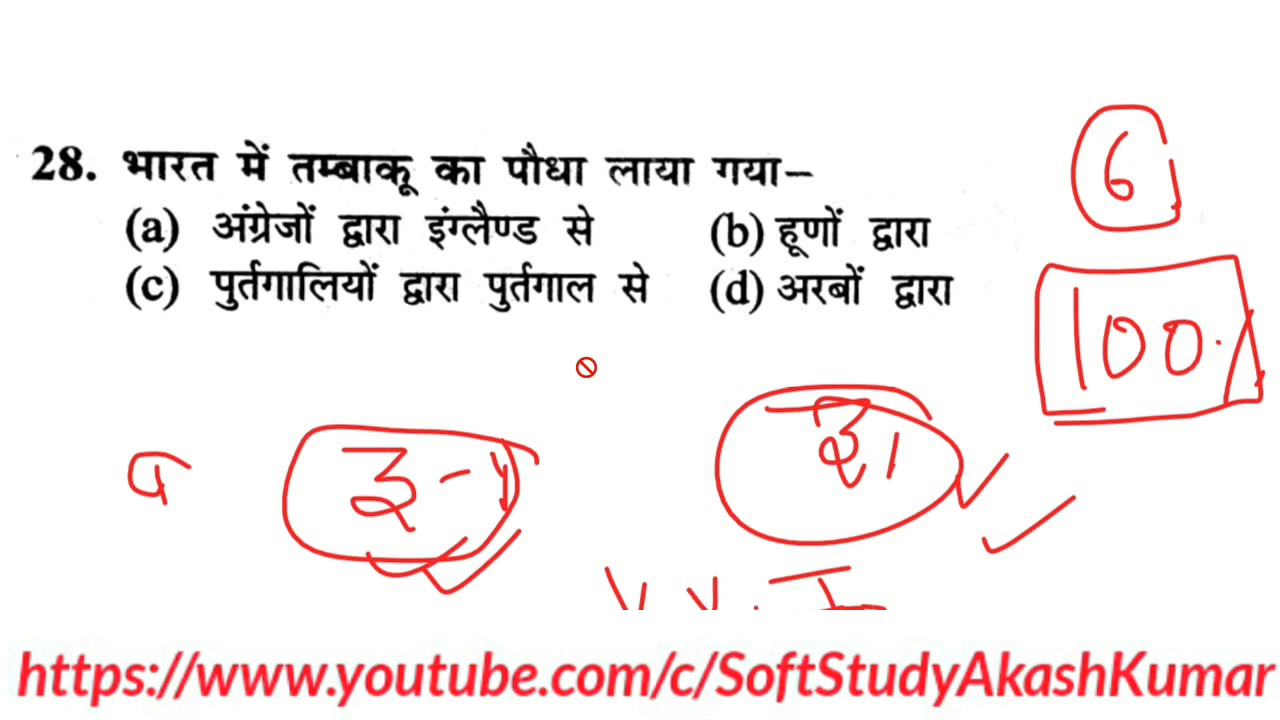 28. भारत में तम्बाकू का पौधा लाया गया–
(a) अंग्रेजों द्वारा इंग्लैण्ड से (b) हूणों द्वारा
(c) पुर्तगालियों द्वारा पुर्तगाल से (d) अरबों द्वारा
6
100
https://www.youtube.com/c/SoftStudyAkashKumar